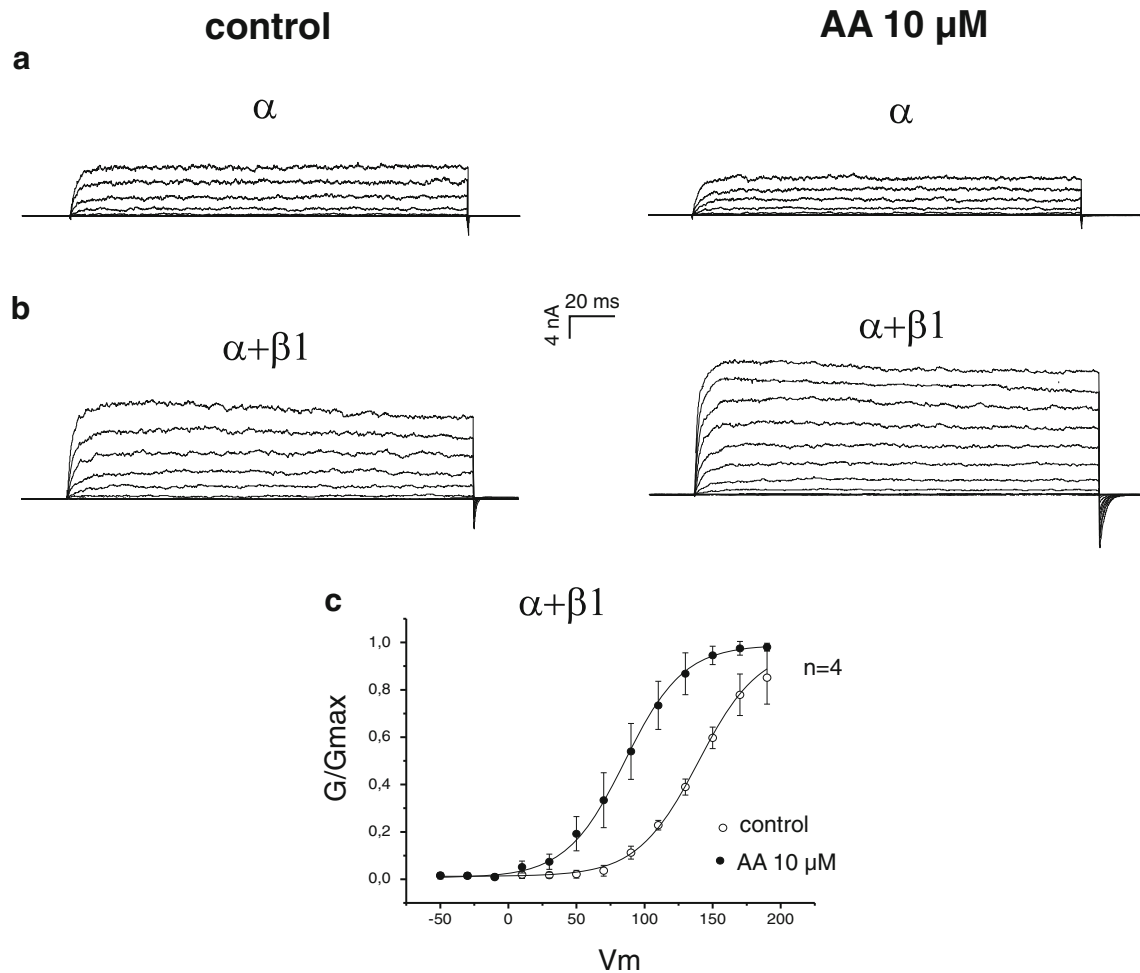 control
AA 10 µM
a
α
α
b
4 nA
20 ms
α+β1
α+β1
c
α+β1
n=4
G/Gmax
1,0
0,8
0,6
0,4
0,2
0,0
control
AA 10 µM
-50 0 50 100 150 200
Vm